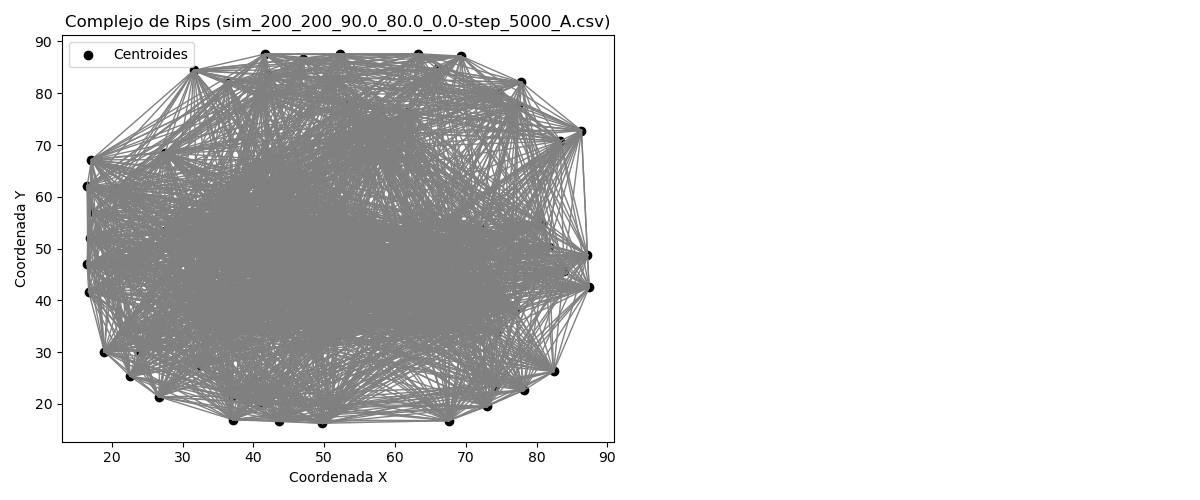 Complejo de Rips (sim_200_200_90.0_80.0_0.0-step_5000_A.csv)
Centroides
90
80
70
60
50
40
30
20
Coordenada Y
20 30 40 50 60 70 80 90
Coordenada X